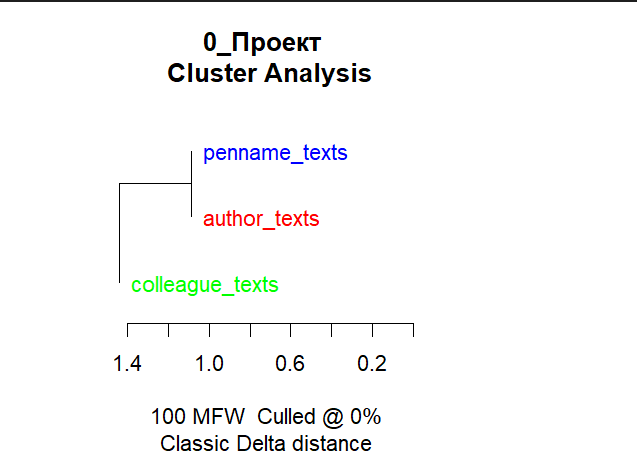 0_Проект
Cluster Analysis
penname_texts
author_texts
colleague_texts
1.4 1.0 0.6 0.2
100 MFW  Culled @ 0%
Classic Delta distance